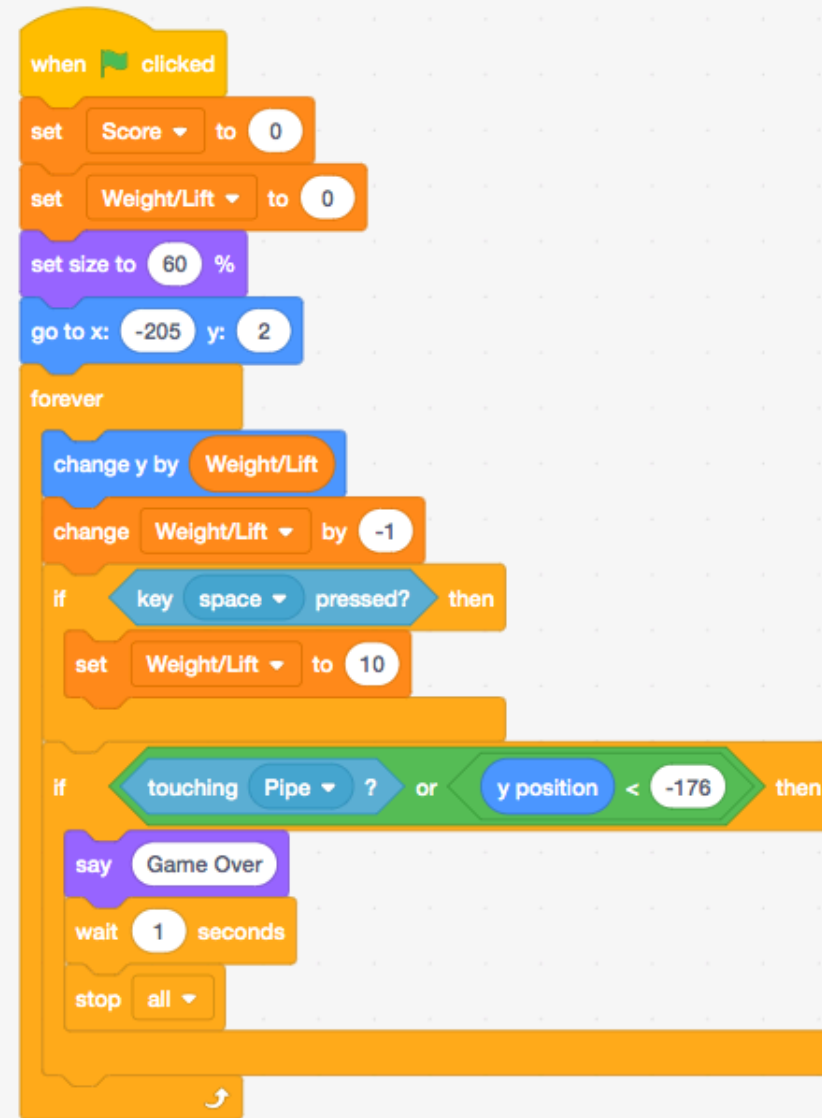 when clicked
set Score to 0
set Weight/Lift to 0
set size to 60 %
go to x: -205 y: 2
forever
change y by Weight/Lift
change Weight/Lift by -1
if key space pressed? then
set Weight/Lift to 10
if touching Pipe ? or y position < -176 then
say Game Over
wait 1 seconds
stop all